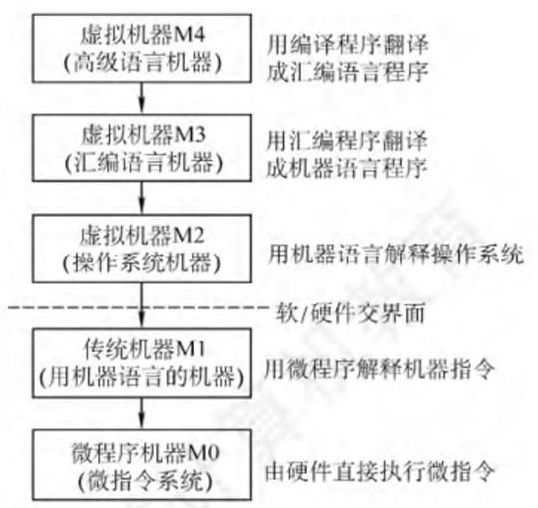 虚拟机器M4
(高级语言机器)
用编译程序翻译
成汇编语言程序
虚拟机器M3
(汇编语言机器)
用汇编程序翻译
成机器语言程序
虚拟机器M2
(操作系统机器)
用机器语言解释操作系统
软/硬件交界面
传统机器M1
(用机器语言的机器)
用微程序解释机器指令
微程序机器M0
(微指令系统)
由硬件直接执行微指令